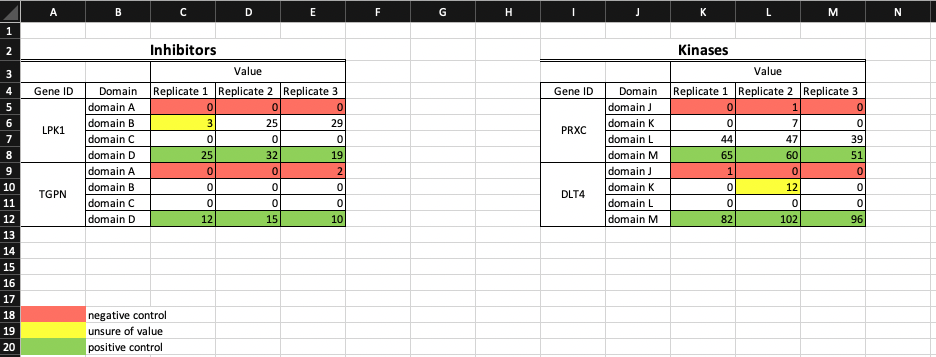 A B C D E F G H I J K L M N
1
2 Inhibitors Kinases
3 Value Value
4 Gene ID Domain Replicate 1 Replicate 2 Replicate 3 Gene ID Domain Replicate 1 Replicate 2 Replicate 3
5 domain A 0 0 0 domain J 0 1 0
6 LPK1 domain B 3 25 29 PRXC domain K 0 7 0
7 domain C 0 0 0 domain L 44 47 39
8 domain D 25 32 19 domain M 65 60 51
9 domain A 0 0 2 domain J 1 0 0
10 TGPN domain B 0 0 0 DLT4 domain K 0 12 0
11 domain C 0 0 0 domain L 0 0 0
12 domain D 12 15 10 domain M 82 102 96
13
14
15
16
17
18 negative control
19 unsure of value
20 positive control